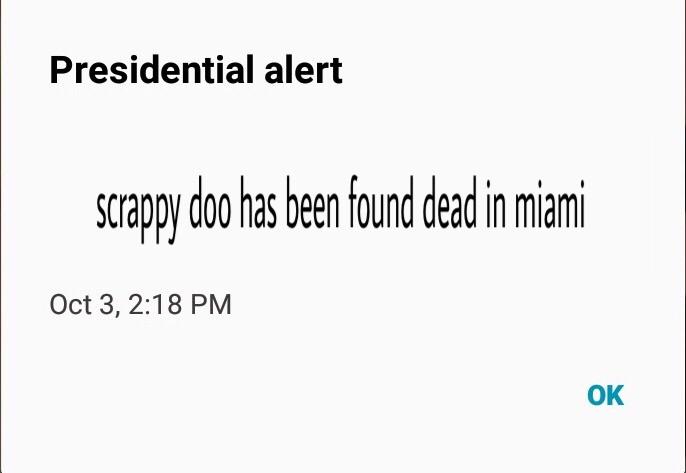 Presidential alert
scrappy doo has been found dead in miami
Oct 3, 2:18 PM
OK